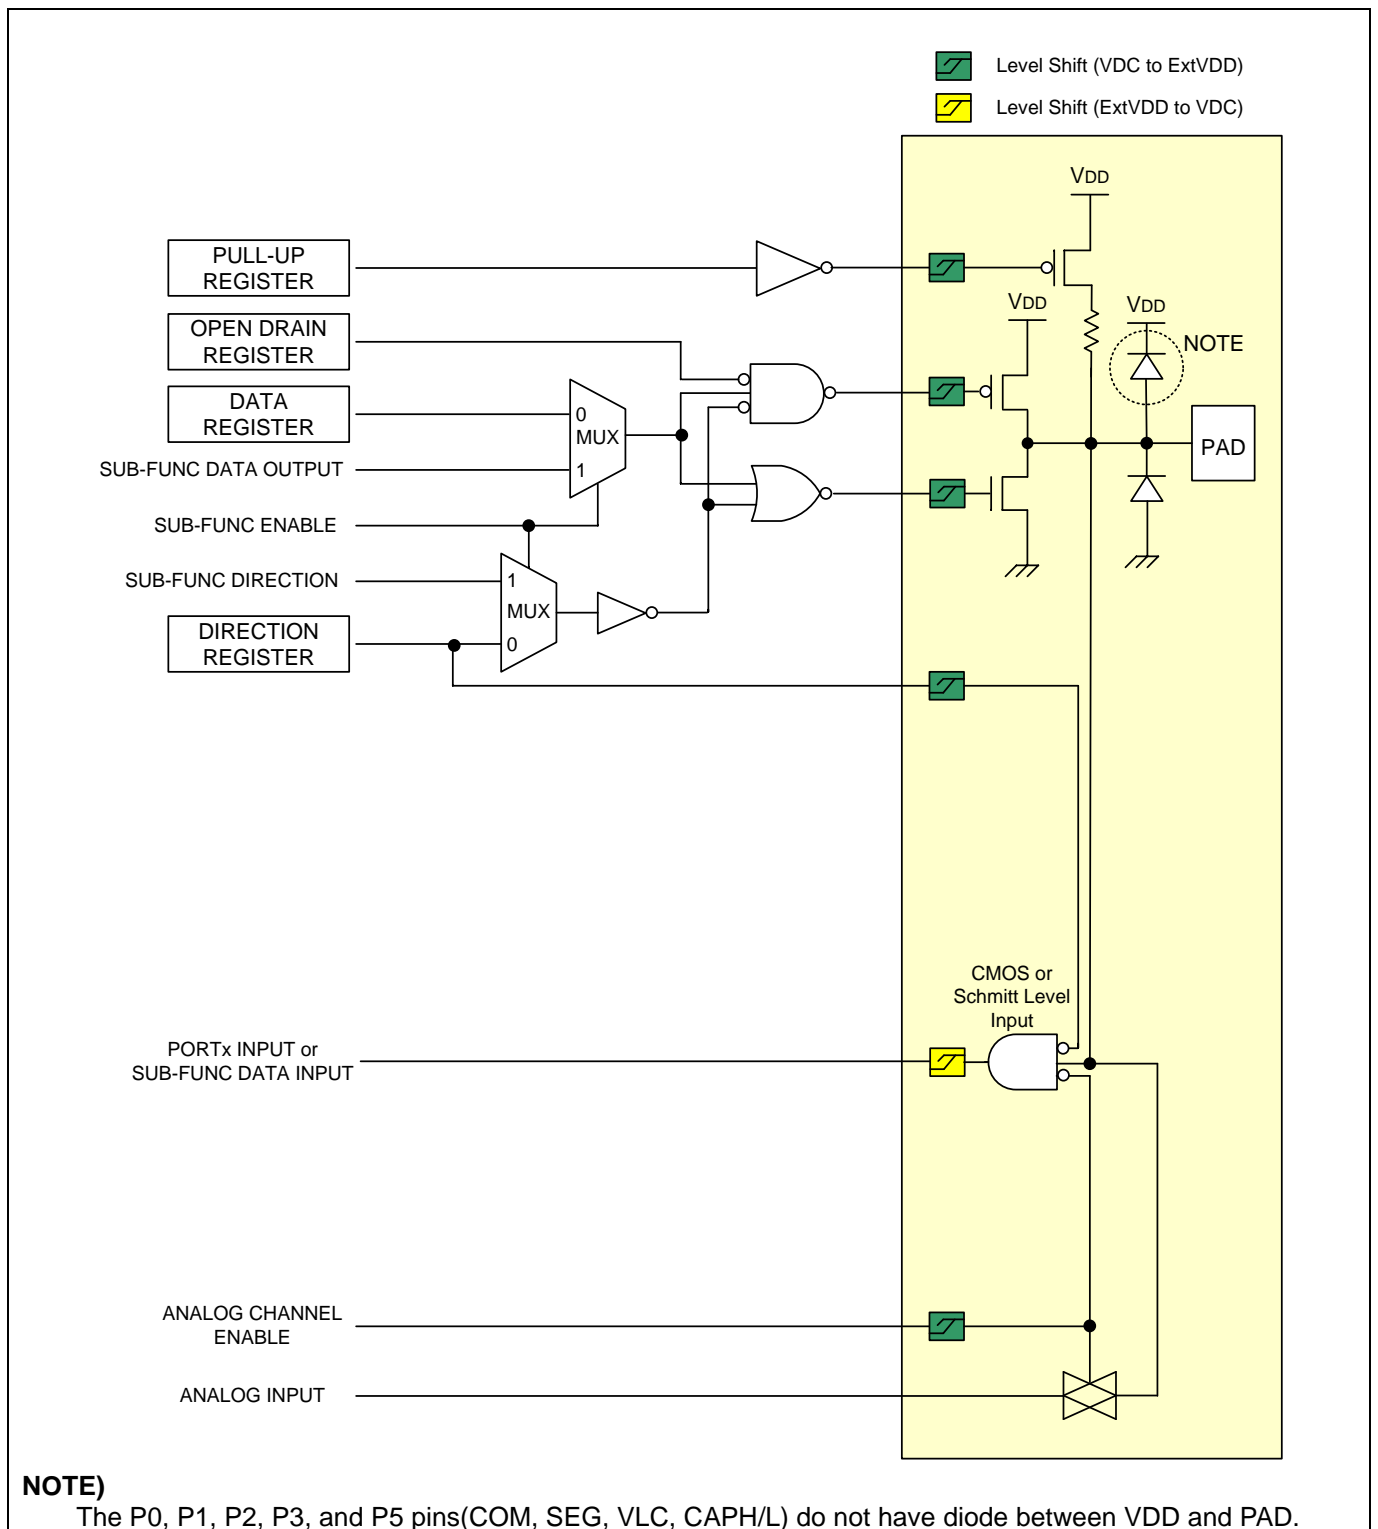 Level Shift (VDC to ExtVDD)
Level Shift (ExtVDD to VDC)
VDD
PULL-UP
REGISTER
VDD
VDD
OPEN DRAIN
REGISTER
NOTE
DATA
REGISTER
0
MUX
1
PAD
SUB-FUNC DATA OUTPUT
SUB-FUNC ENABLE
SUB-FUNC DIRECTION
1
MUX
0
DIRECTION
REGISTER
CMOS or
Schmitt Level
Input
PORTx INPUT or
SUB-FUNC DATA INPUT
ANALOG CHANNEL
ENABLE
ANALOG INPUT
NOTE)
The P0, P1, P2, P3, and P5 pins(COM, SEG, VLC, CAPH/L) do not have diode between VDD and PAD.